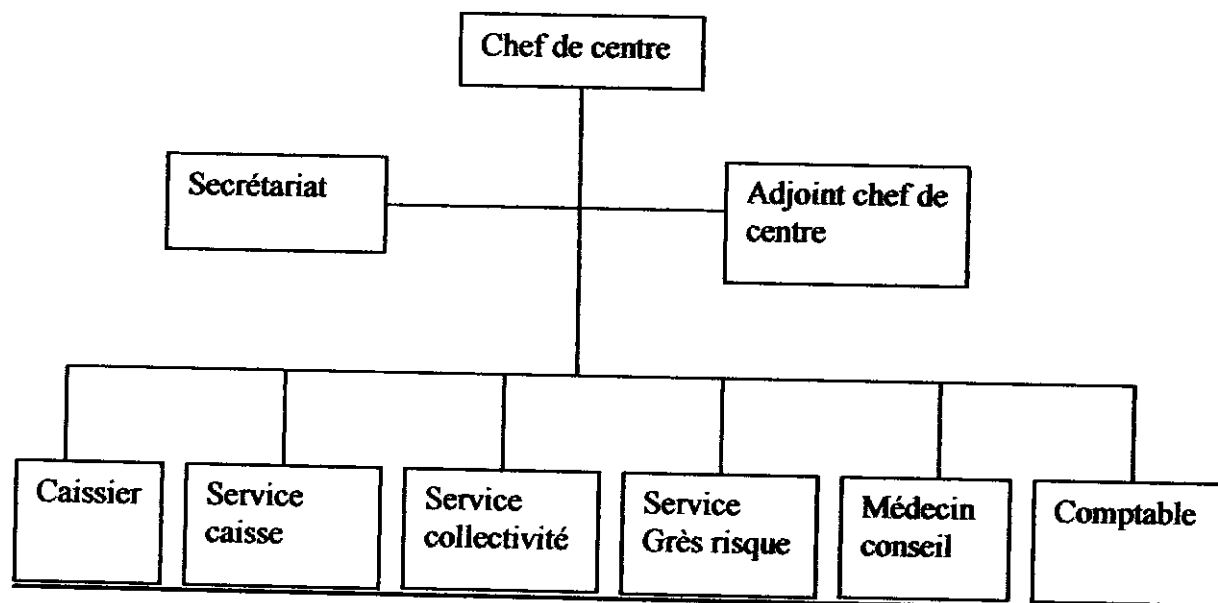 Chef de centre
Secrétariat
Adjoint chef de
centre
Caissier
Service
caisse
Service
collectivité
Service
Grès risque
Médecin
conseil
Comptable